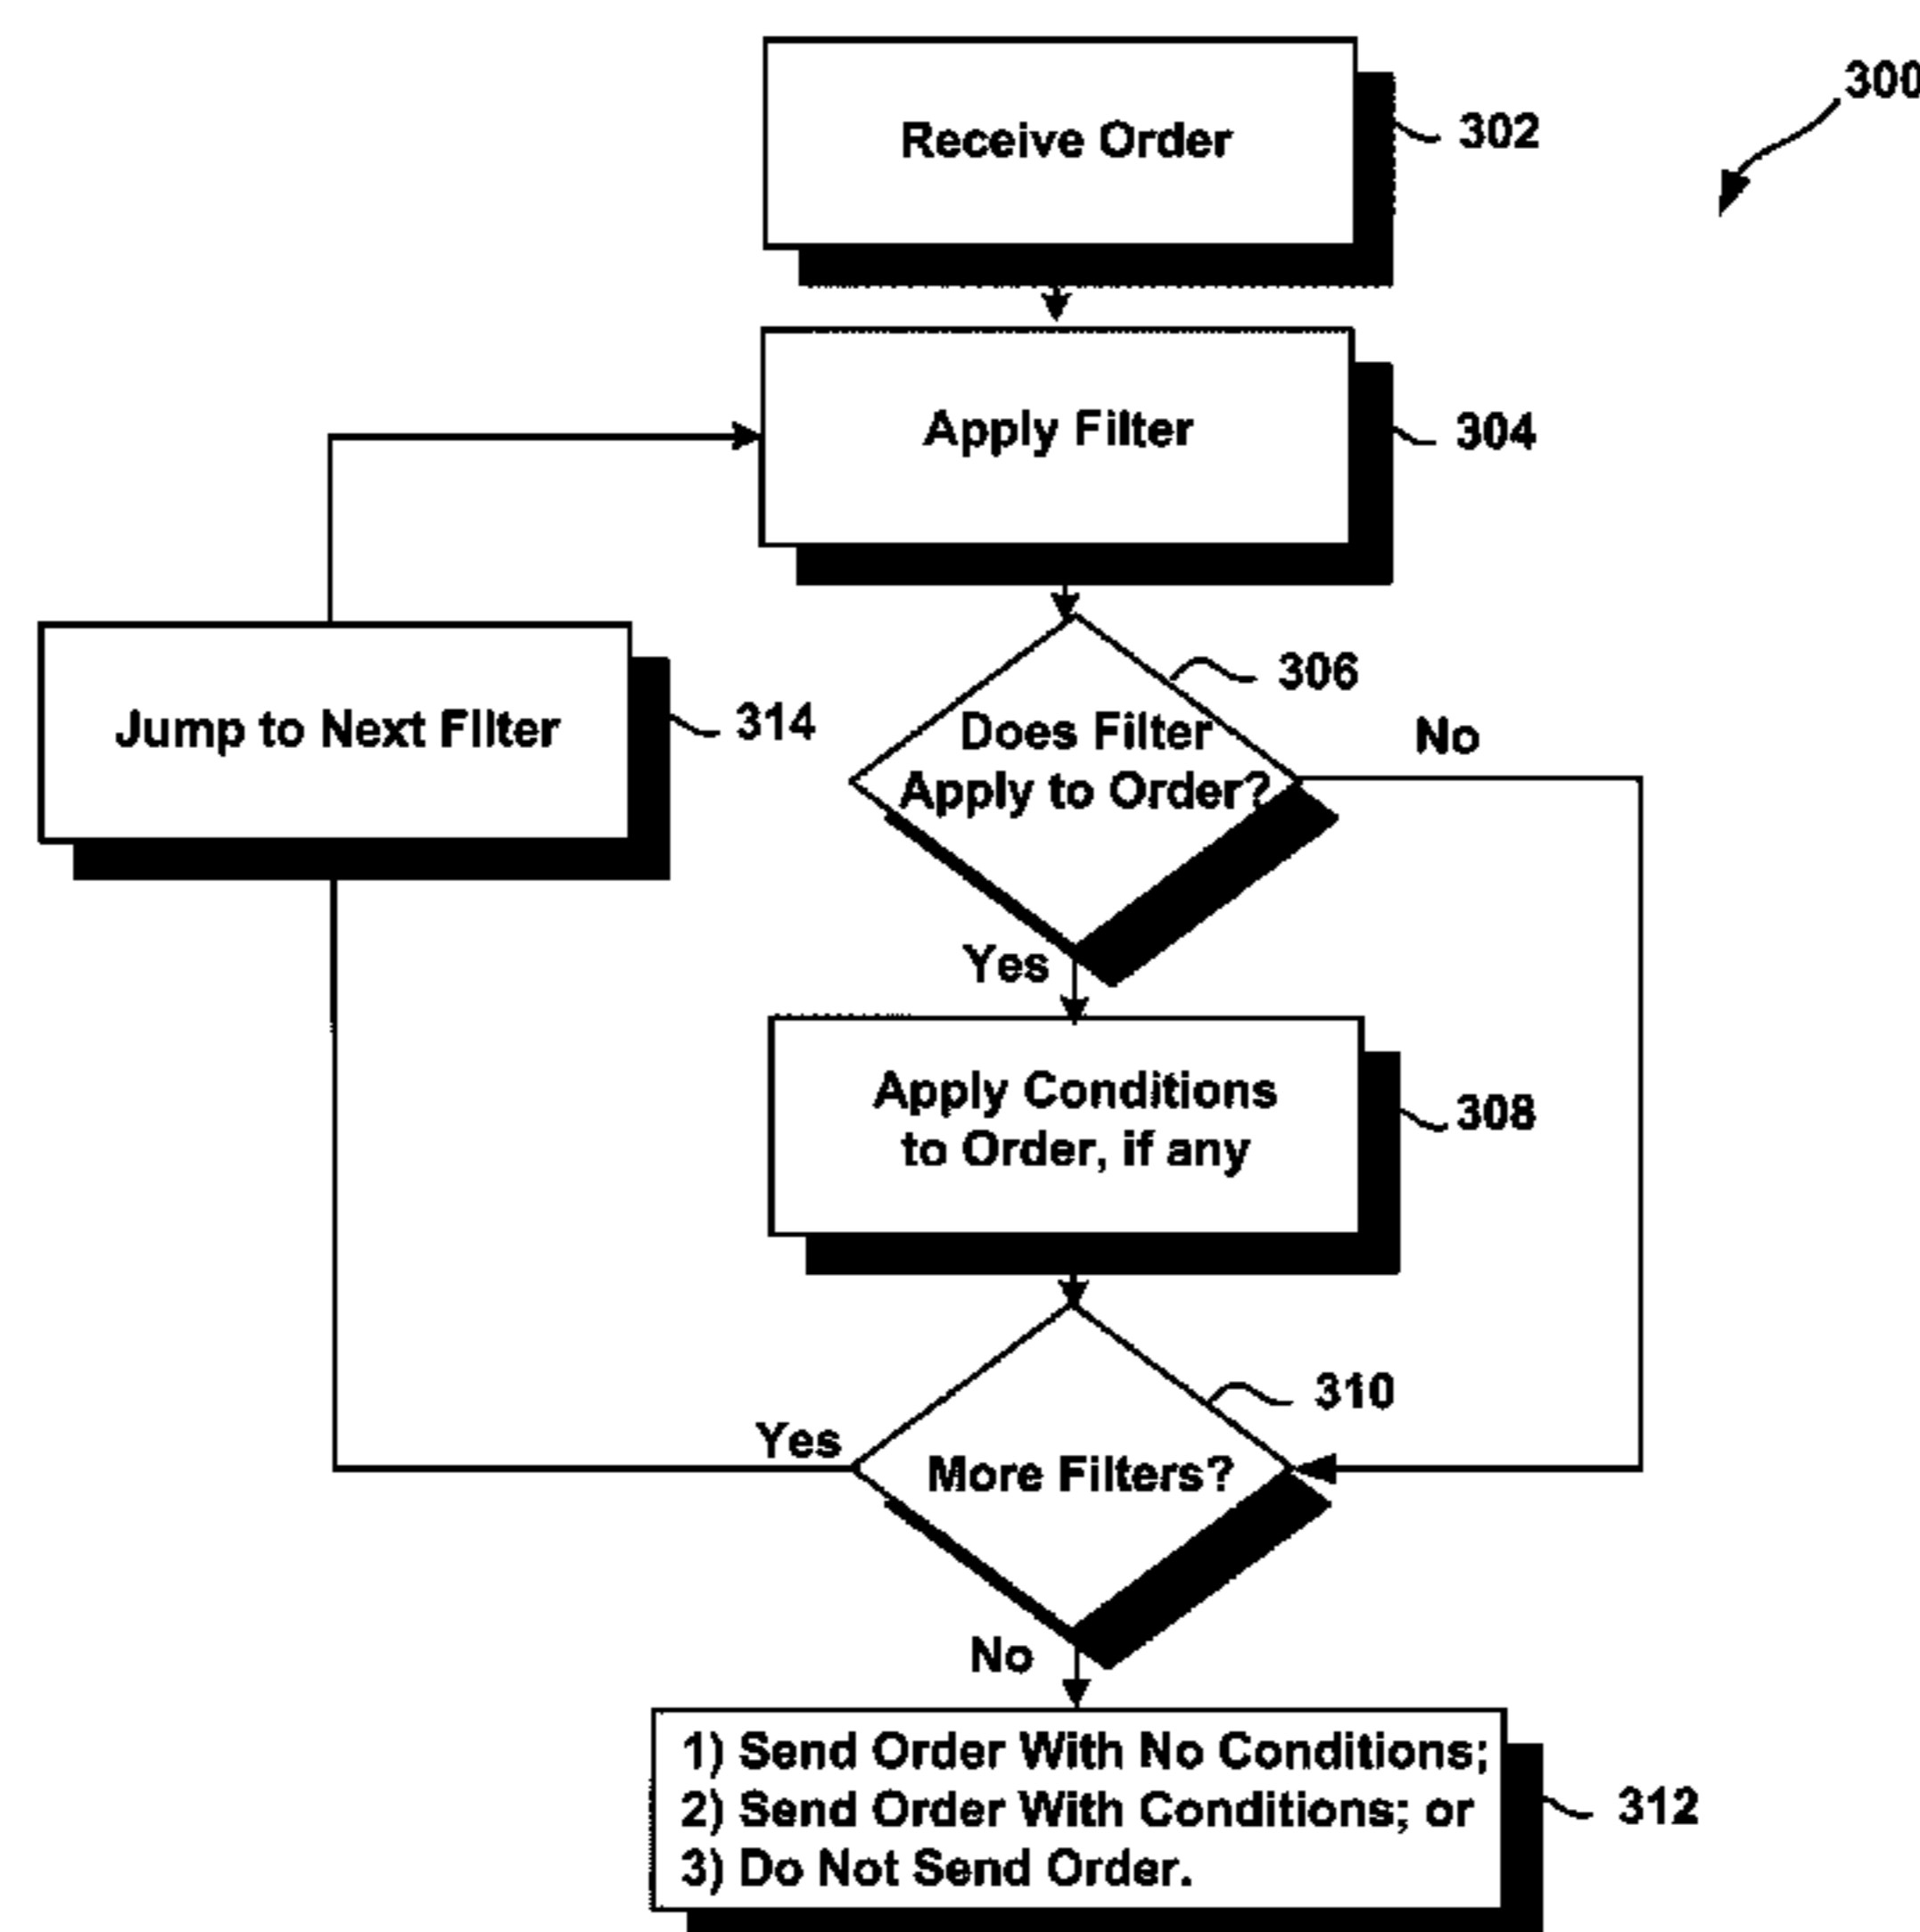 300
Receive Order
302
Apply Filter
304
Jump to Next Filter
314
306
Does Filter
Apply to Order?
No
Yes
Apply Conditions
to Order, if any
308
310
Yes
More Filters?
No
1) Send Order With No Conditions;
2) Send Order With Conditions; or
3) Do Not Send Order.
312